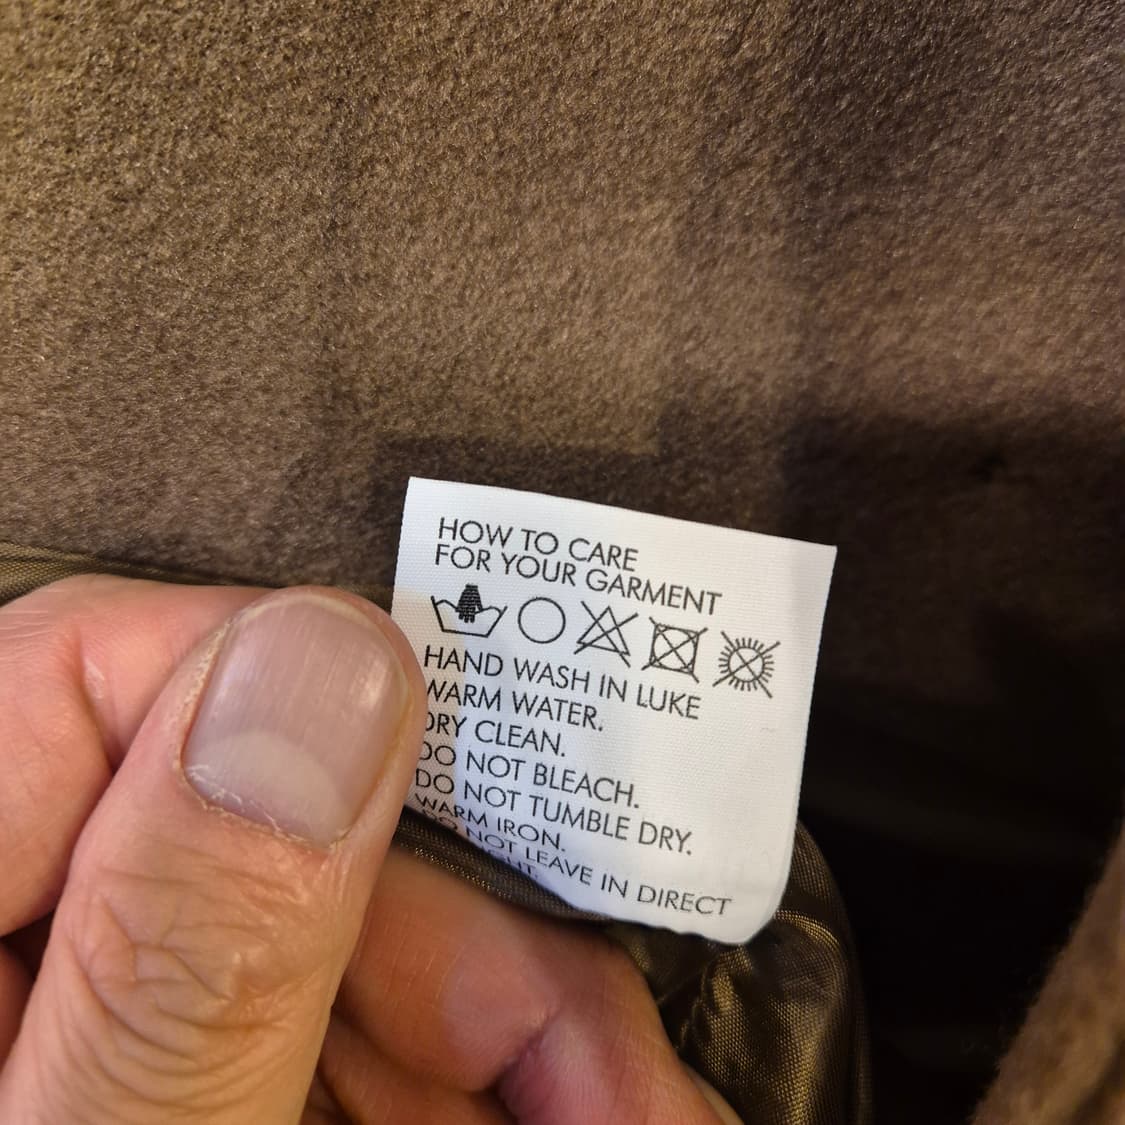 HOW TO CARE
FOR YOUR GARMENT
HAND WASH IN LUKE
WARM WATER.
DRY CLEAN.
DO NOT BLEACH.
DO NOT TUMBLE DRY.
WARM IRON.
DO NOT LEAVE IN DIRECT